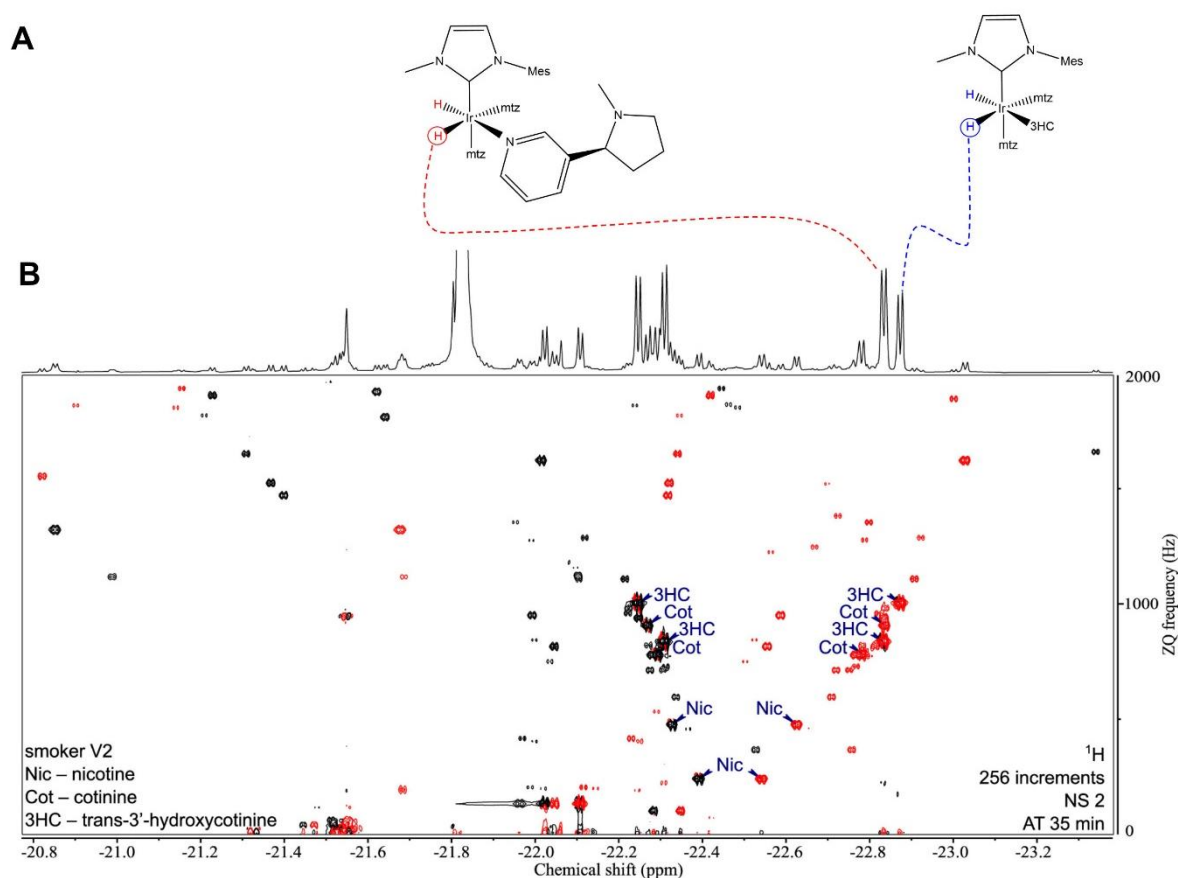 A
N
N
Mes
H
Ir
mtz
H
mtz
N
N
N
N
Mes
H
Ir
mtz
H
3HC
mtz
B
2000
3HC
Cot
3HC
Cot
3HC
Cot
3HC
Cot
1000
Nic
Nic
Nic
smoker V2
Nic – nicotine
Cot – cotinine
3HC – trans-3’-hydroxycotinine
1H
256 increments
NS 2
AT 35 min
0
ZQ frequency (Hz)
-20.8 -21.0 -21.2 -21.4 -21.6 -21.8 -22.0 -22.2 -22.4 -22.6 -22.8 -23.0 -23.2
Chemical shift (ppm)